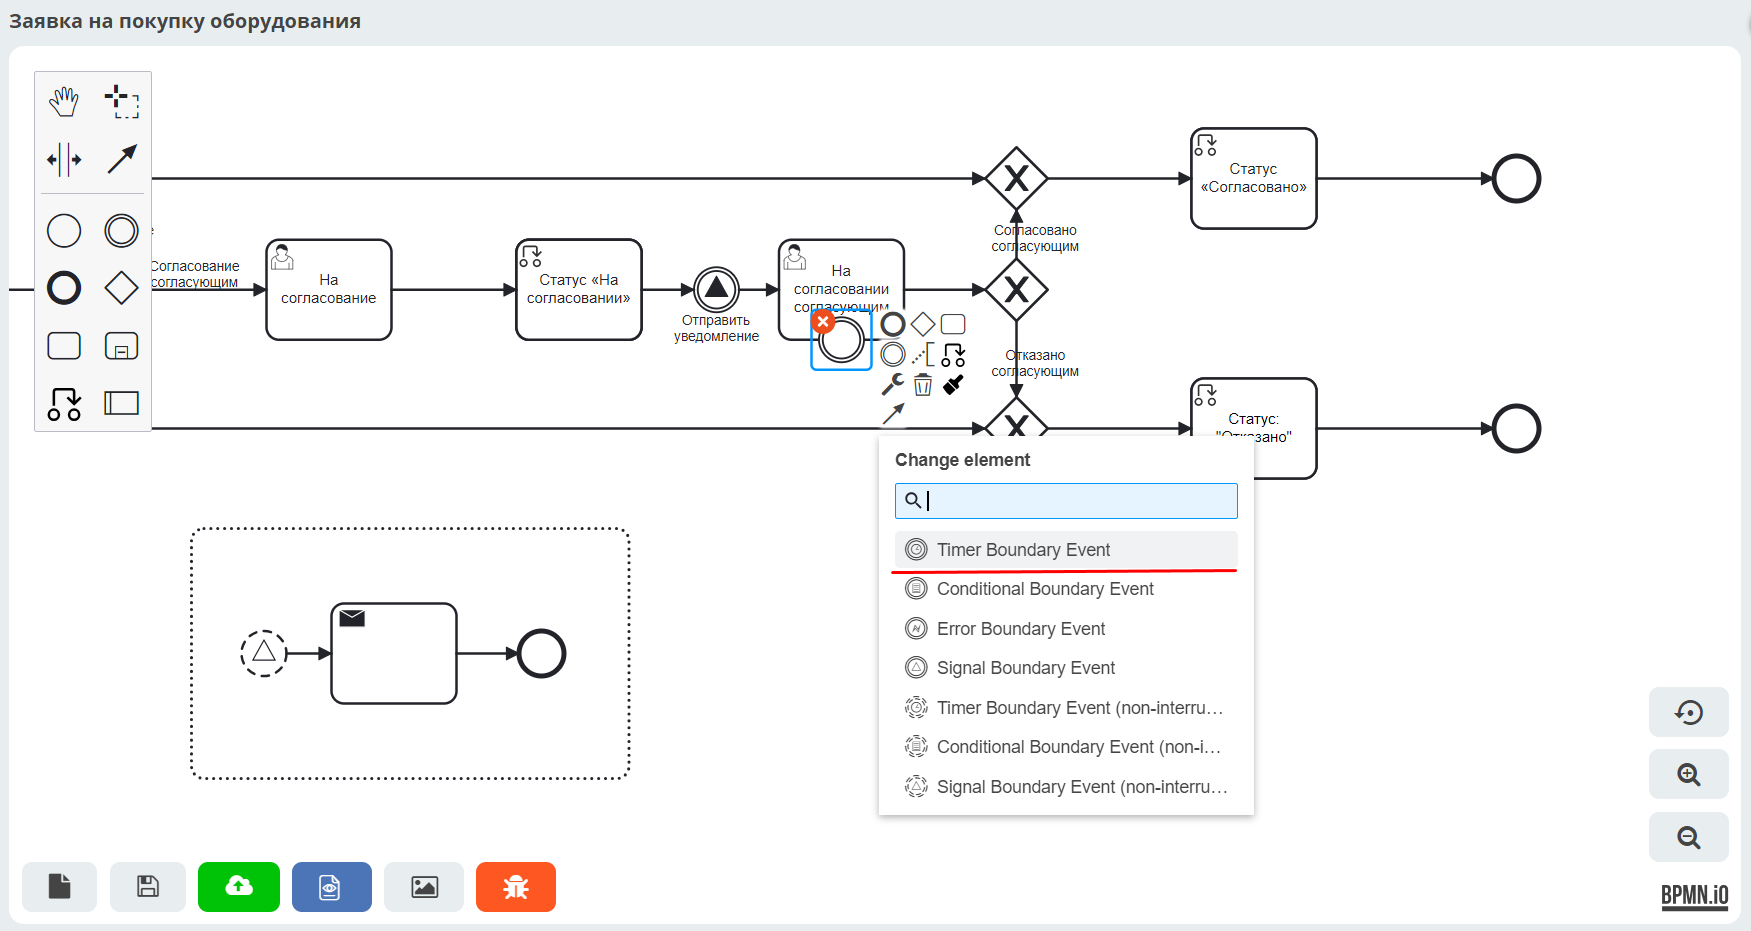 Заявка на покупку оборудования
Статус
«Согласовано»
Согласовано
согласующим
Согласование
согласующим
На
согласование
Статус «На
согласовании»
Отправить
уведомление
На
согласовании
согласующим
Отказано
согласующим
Статус:
"Отказано"
Change element
Timer Boundary Event
Conditional Boundary Event
Error Boundary Event
Signal Boundary Event
Timer Boundary Event (non-interru…
Conditional Boundary Event (non-i…
Signal Boundary Event (non-interru…
BPMN.iO